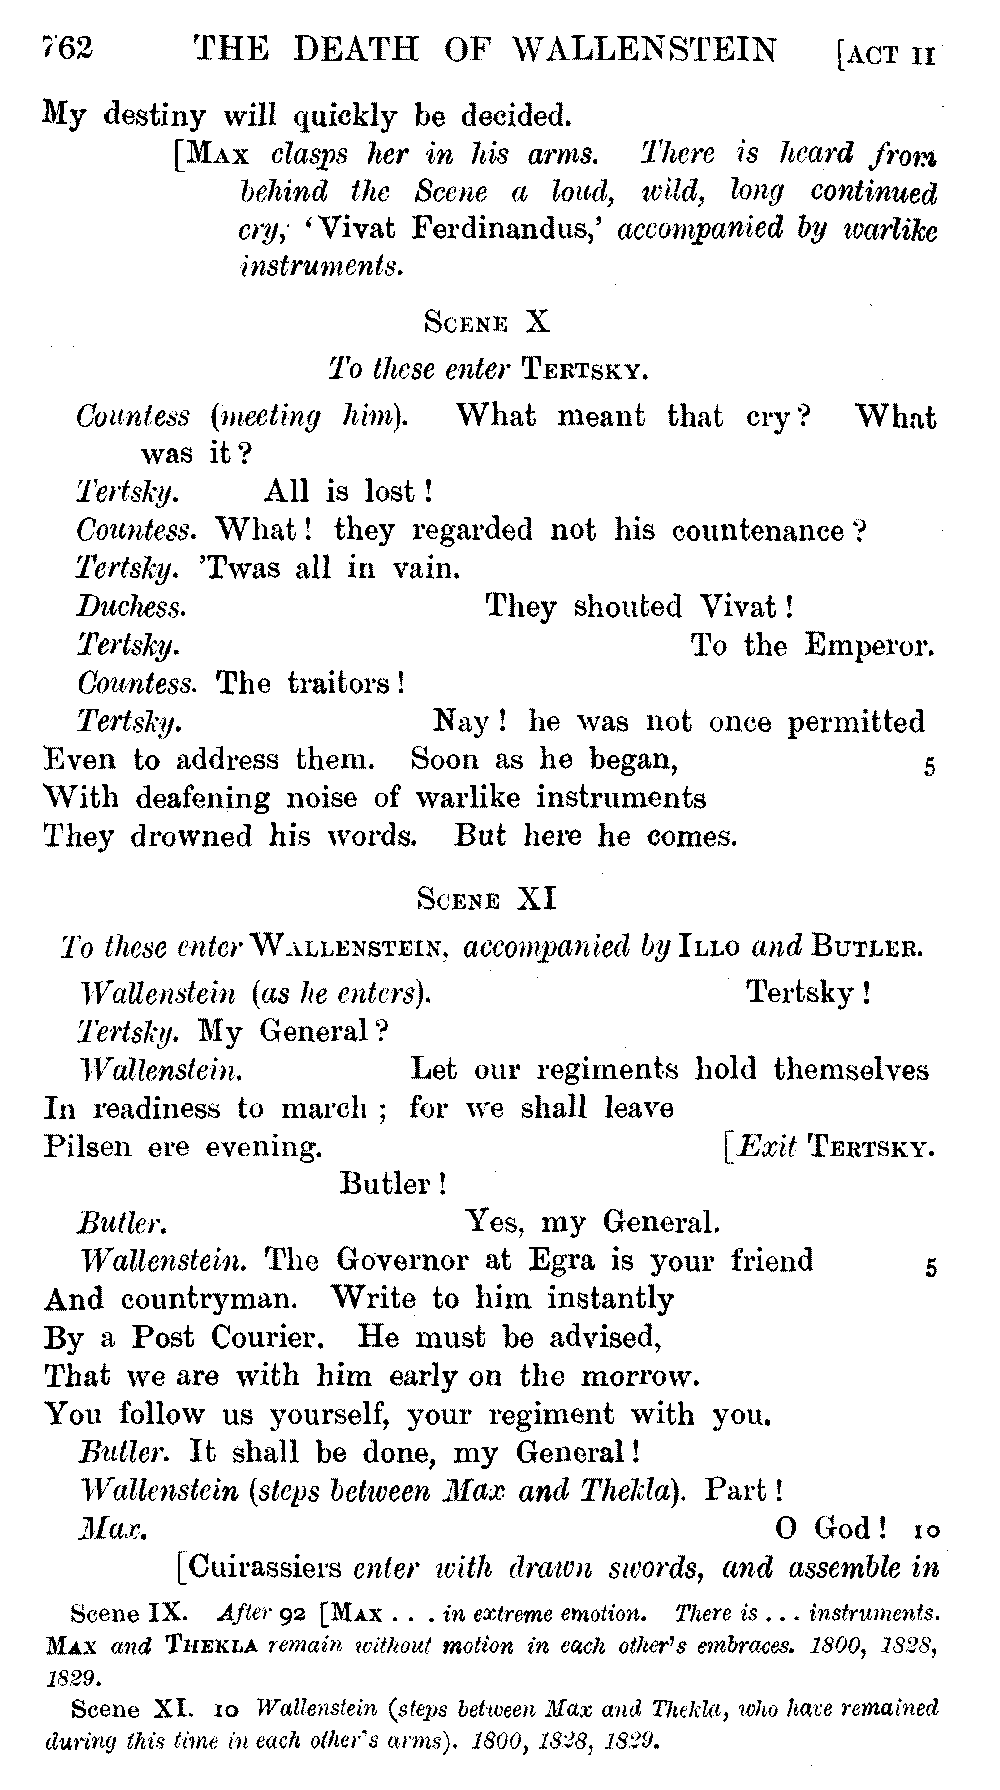 762 THE DEATH OF WALLENSTEIN [ACT II
My destiny will quickly be decided.
[MAX clasps her in his arms. There is heard from
behind the Scene a loud, wild, long continued
cry, ‘Vivat Ferdinandus,’ accompanied by warlike
instruments.
SCENE X
To these enter TERTSKY.
Countess (meeting him). What meant that cry? What
was it?
Tertsky. All is lost!
Countess. What! they regarded not his countenance?
Tertsky. ’Twas all in vain.
Duchess. They shouted Vivat!
Tertsky. To the Emperor.
Countess. The traitors!
Tertsky. Nay! he was not once permitted
Even to address them. Soon as he began, 5
With deafening noise of warlike instruments
They drowned his words. But here he comes.
SCENE XI
To these enter WALLENSTEIN, accompanied by ILLO and BUTLER.
Wallenstein (as he enters). Tertsky!
Tertsky. My General?
Wallenstein. Let our regiments hold themselves
In readiness to march; for we shall leave
Pilsen ere evening. [Exit TERTSKY.
Butler!
Butler. Yes, my General.
Wallenstein. The Governor at Egra is your friend 5
And countryman. Write to him instantly
By a Post Courier. He must be advised,
That we are with him early on the morrow.
You follow us yourself, your regiment with you.
Butler. It shall be done, my General!
Wallenstein (steps between Max and Thekla). Part!
Max. O God! 10
[Cuirassiers enter with drawn swords, and assemble in
Scene IX. After 92 [MAX . . . in extreme emotion. There is . . . instruments.
MAX and THEKLA remain without motion in each other's embraces. 1800, 1828,
1829.
Scene XI. 10 Wallenstein (steps between Max and Thekla, who have remained
during this time in each other's arms). 1800, 1828, 1829.